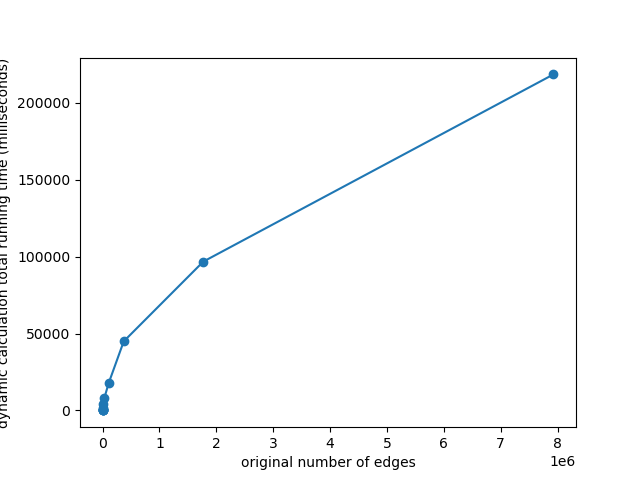 dynamic calculation total running time (milliseconds)
200000
150000
100000
50000
0
0 1 2 3 4 5 6 7 8
1e6
original number of edges